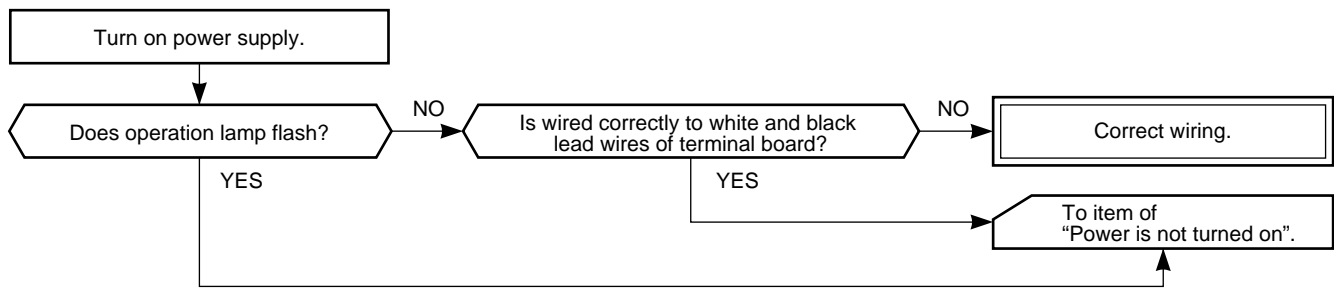 Turn on power supply.
Does operation lamp flash?
NO
Is wired correctly to white and black
lead wires of terminal board?
NO
Correct wiring.
YES
YES
To item of
“Power is not turned on”.